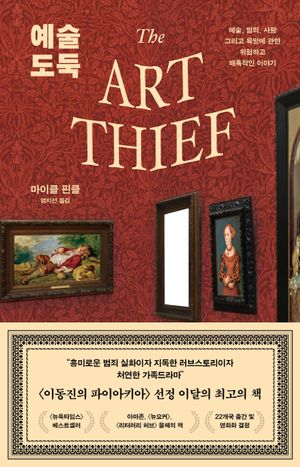 예술
도둑
The
ART
THIEF
예술, 범죄, 사랑
그리고 욕망에 관한
위험하고
매혹적인 이야기
마이클 핀클
염지선 옮김
"흥미로운 범죄 실화이자 지독한 러브스토리이자
처연한 가족드라마"
〈이동진의 파이아키아〉 선정 이달의 최고의 책
〈뉴욕타임스〉
베스트셀러
아마존, 〈뉴요커〉,
〈리터러리 허브〉 올해의 책
22개국 출간 및
영화화 결정